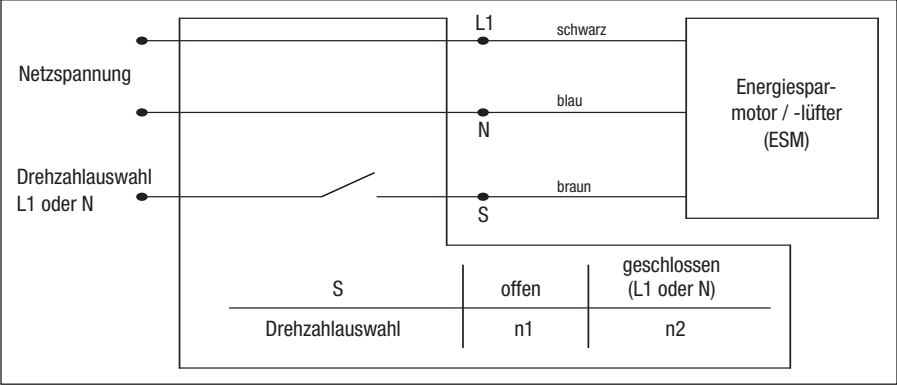 L1
schwarz
Netzspannung
Energiespar-
motor / -lüfter
(ESM)
blau
N
Drehzahlauswahl
L1 oder N
braun
S
S
offen
geschlossen
(L1 oder N)
Drehzahlauswahl
n1
n2